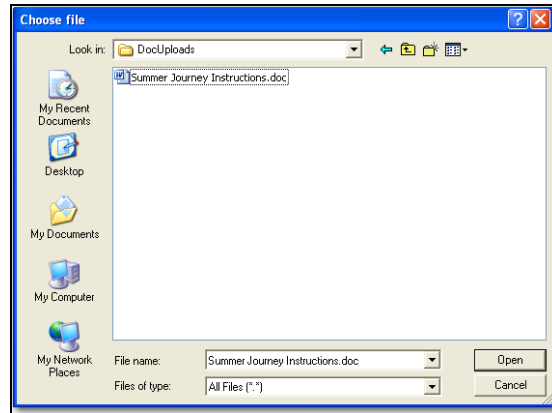 Choose file
Look in: DocUploads
Summer Journey Instructions.doc
My Recent
Documents
Desktop
My Documents
My Computer
My Network
Places
File name: Summer Journey Instructions.doc Open
Files of type: All Files (*.*) Cancel